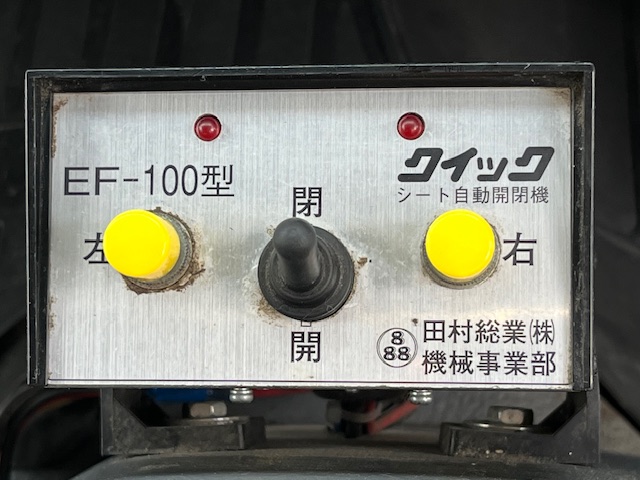 EF-100型
クイック
シート自動開閉機
閉
左
右
開
8
88
田村総業㈱
機械事業部